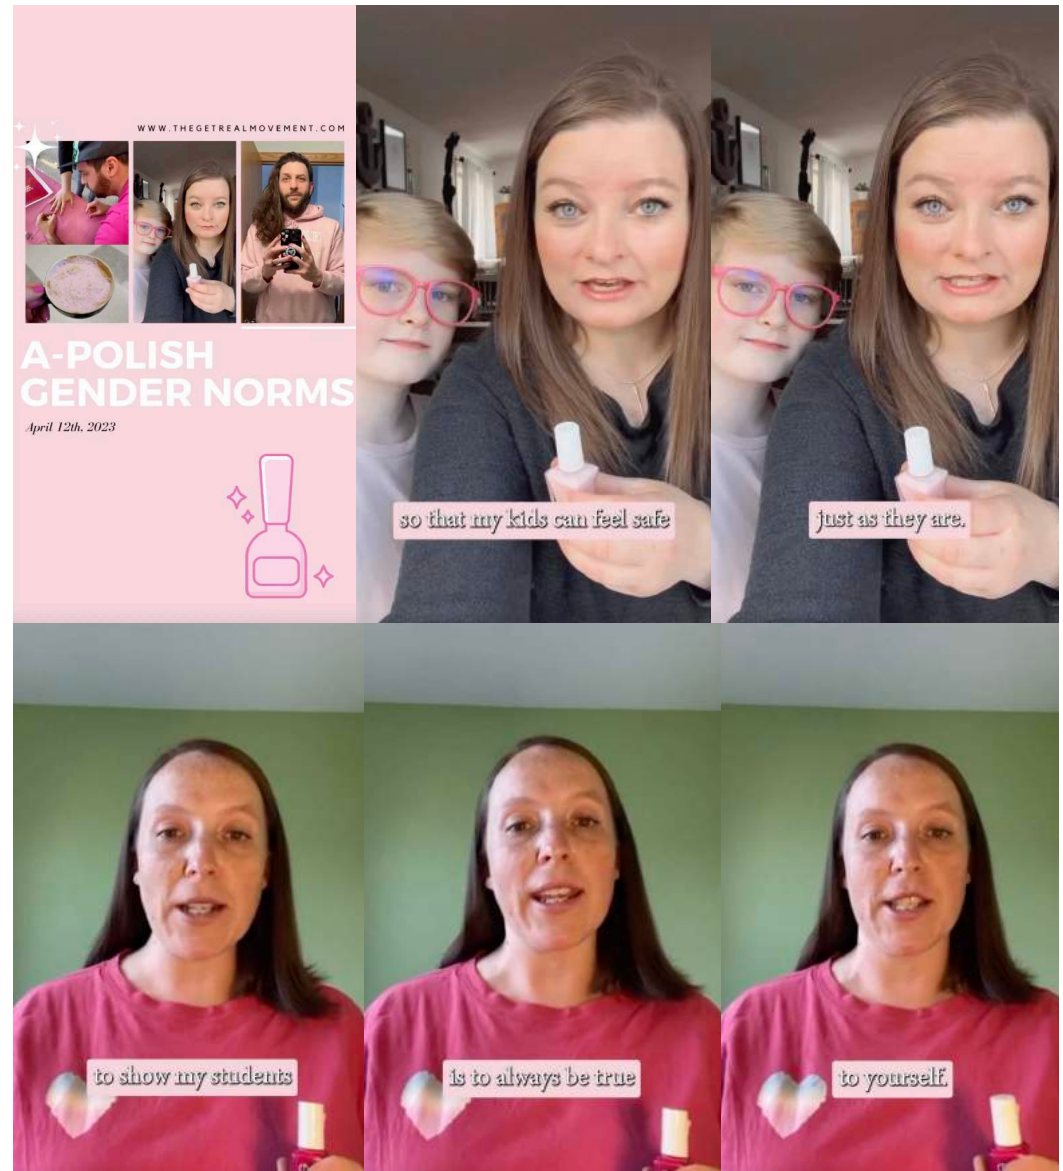 WWW.THEGETREALMOVEMENT.COM
A-POLISH
GENDER NORMS
April 12th. 2023
so that my kids can feel safe
just as they are.
to show my students
is to always be true
to yourself.